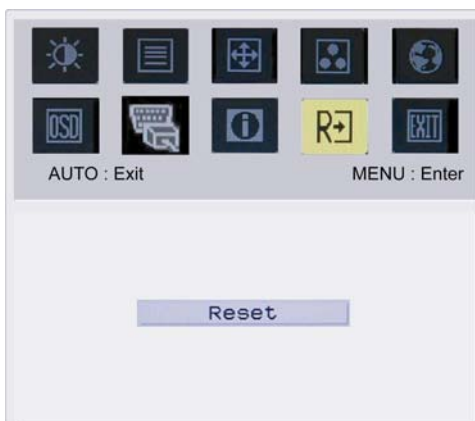 OSD
i
R
EXIT
AUTO : Exit
MENU : Enter
Reset